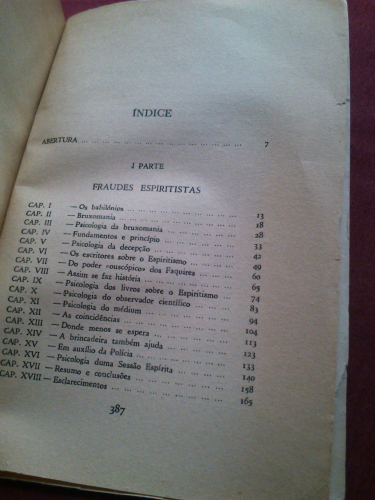 ÍNDICE
ABERTURA ... ... ... ... ... ... ... ... ... ... ... 7
I PARTE
FRAUDES ESPIRITISTAS
CAP. I — Os babilónios ... ... ... ... ... ... ... 13
CAP. II — Bruxomania ... ... ... ... ... ... ... 18
CAP. III — Psicologia da bruxomania ... ... ... ... 28
CAP. IV — Fundamentos e princípio ... ... ... ... 33
CAP. V — Psicologia da decepção ... ... ... ... 42
CAP. VI — Os escritores sobre o Espiritismo ... ... 49
CAP. VII — Do poder «ouscópico» dos Faquires ... 60
CAP. VIII — Assim se faz história ... ... ... ... 65
CAP. IX — Psicologia dos livros sobre o Espiritismo 74
CAP. X — Psicologia do observador científico ... ... 83
CAP. XI — Psicologia do médium ... ... ... ... 94
CAP. XII — As coincidências ... ... ... ... ... 104
CAP. XIII — Donde menos se espera ... ... ... ... 113
CAP. XIV — A brincadeira também ajuda ... ... ... 123
CAP. XV — Em auxílio da Polícia ... ... ... ... 133
CAP. XVI — Psicologia duma Sessão Espírita ... ... 140
CAP. XVII — Resumo e conclusões ... ... ... ... 158
CAP. XVIII — Esclarecimentos ... ... ... ... ... 165
387